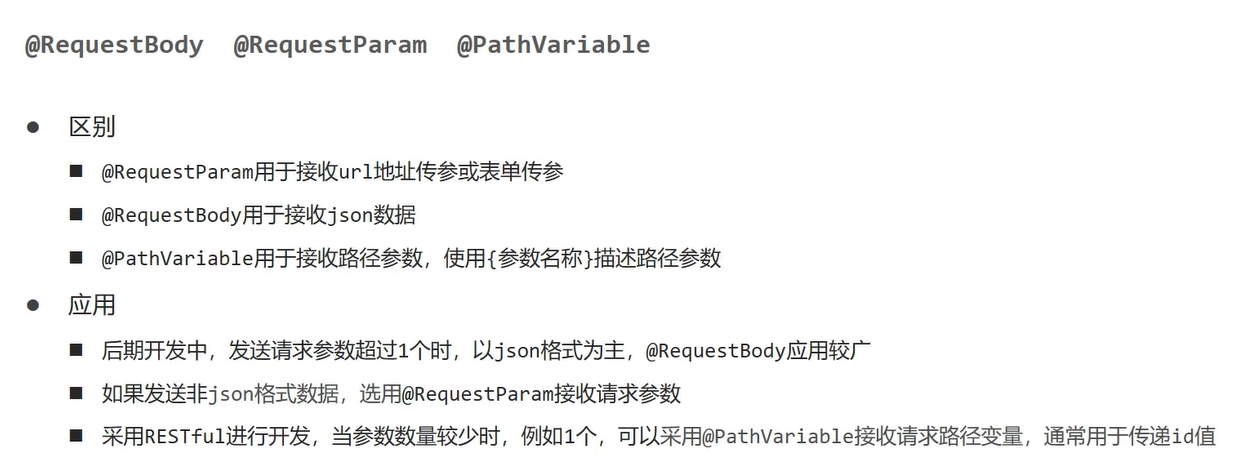 @RequestBody @RequestParam @PathVariable
● 区别
■ @RequestParam用于接收url地址传参或表单传参
■ @RequestBody用于接收json数据
■ @PathVariable用于接收路径参数，使用{参数名称}描述路径参数
● 应用
■ 后期开发中，发送请求参数超过1个时，以json格式为主，@RequestBody应用较广
■ 如果发送非json格式数据，选用@RequestParam接收请求参数
■ 采用RESTful进行开发，当参数数量较少时，例如1个，可以采用@PathVariable接收请求路径变量，通常用于传递id值